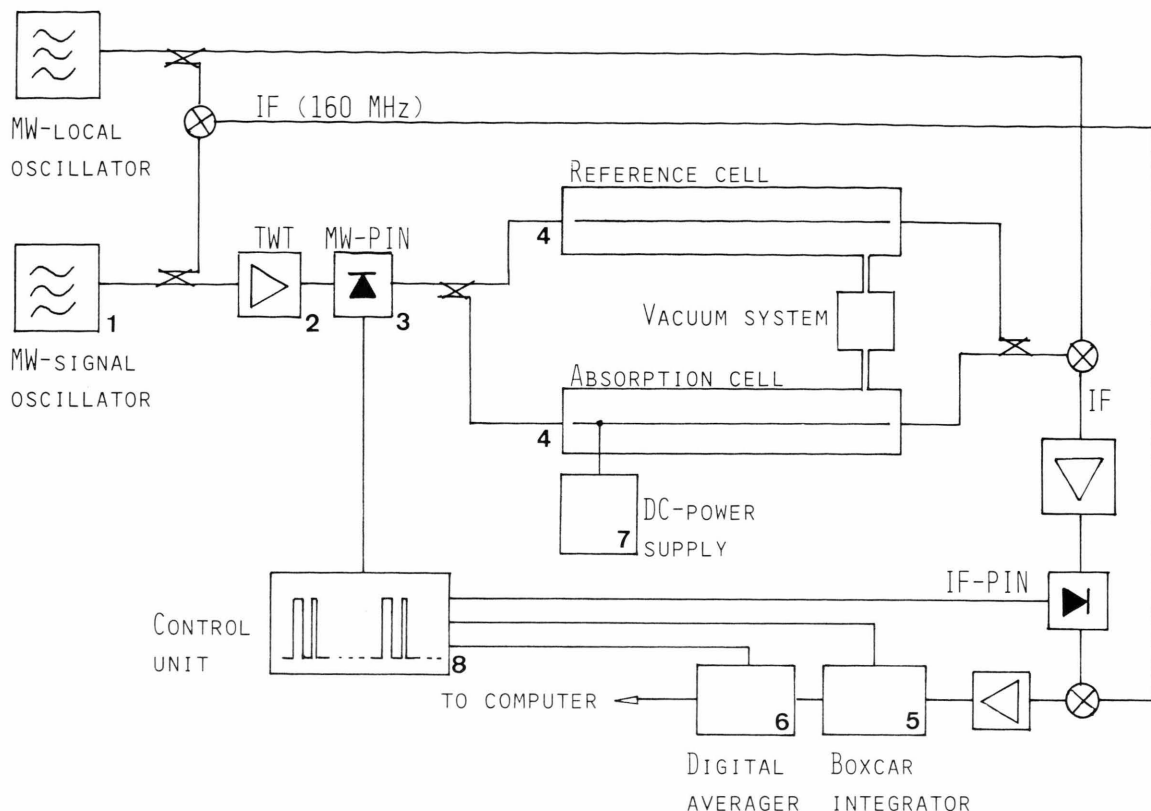 MW-LOCAL
OSCILLATOR
IF (160 MHz)
REFERENCE CELL
4
TWT
2
MW-PIN
3
1
MW-SIGNAL
OSCILLATOR
VACUUM SYSTEM
ABSORPTION CELL
4
IF
7
DC-POWER
SUPPLY
IF-PIN
CONTROL
UNIT
8
TO COMPUTER
6
5
DIGITAL
AVERAGER
BOXCAR
INTEGRATOR